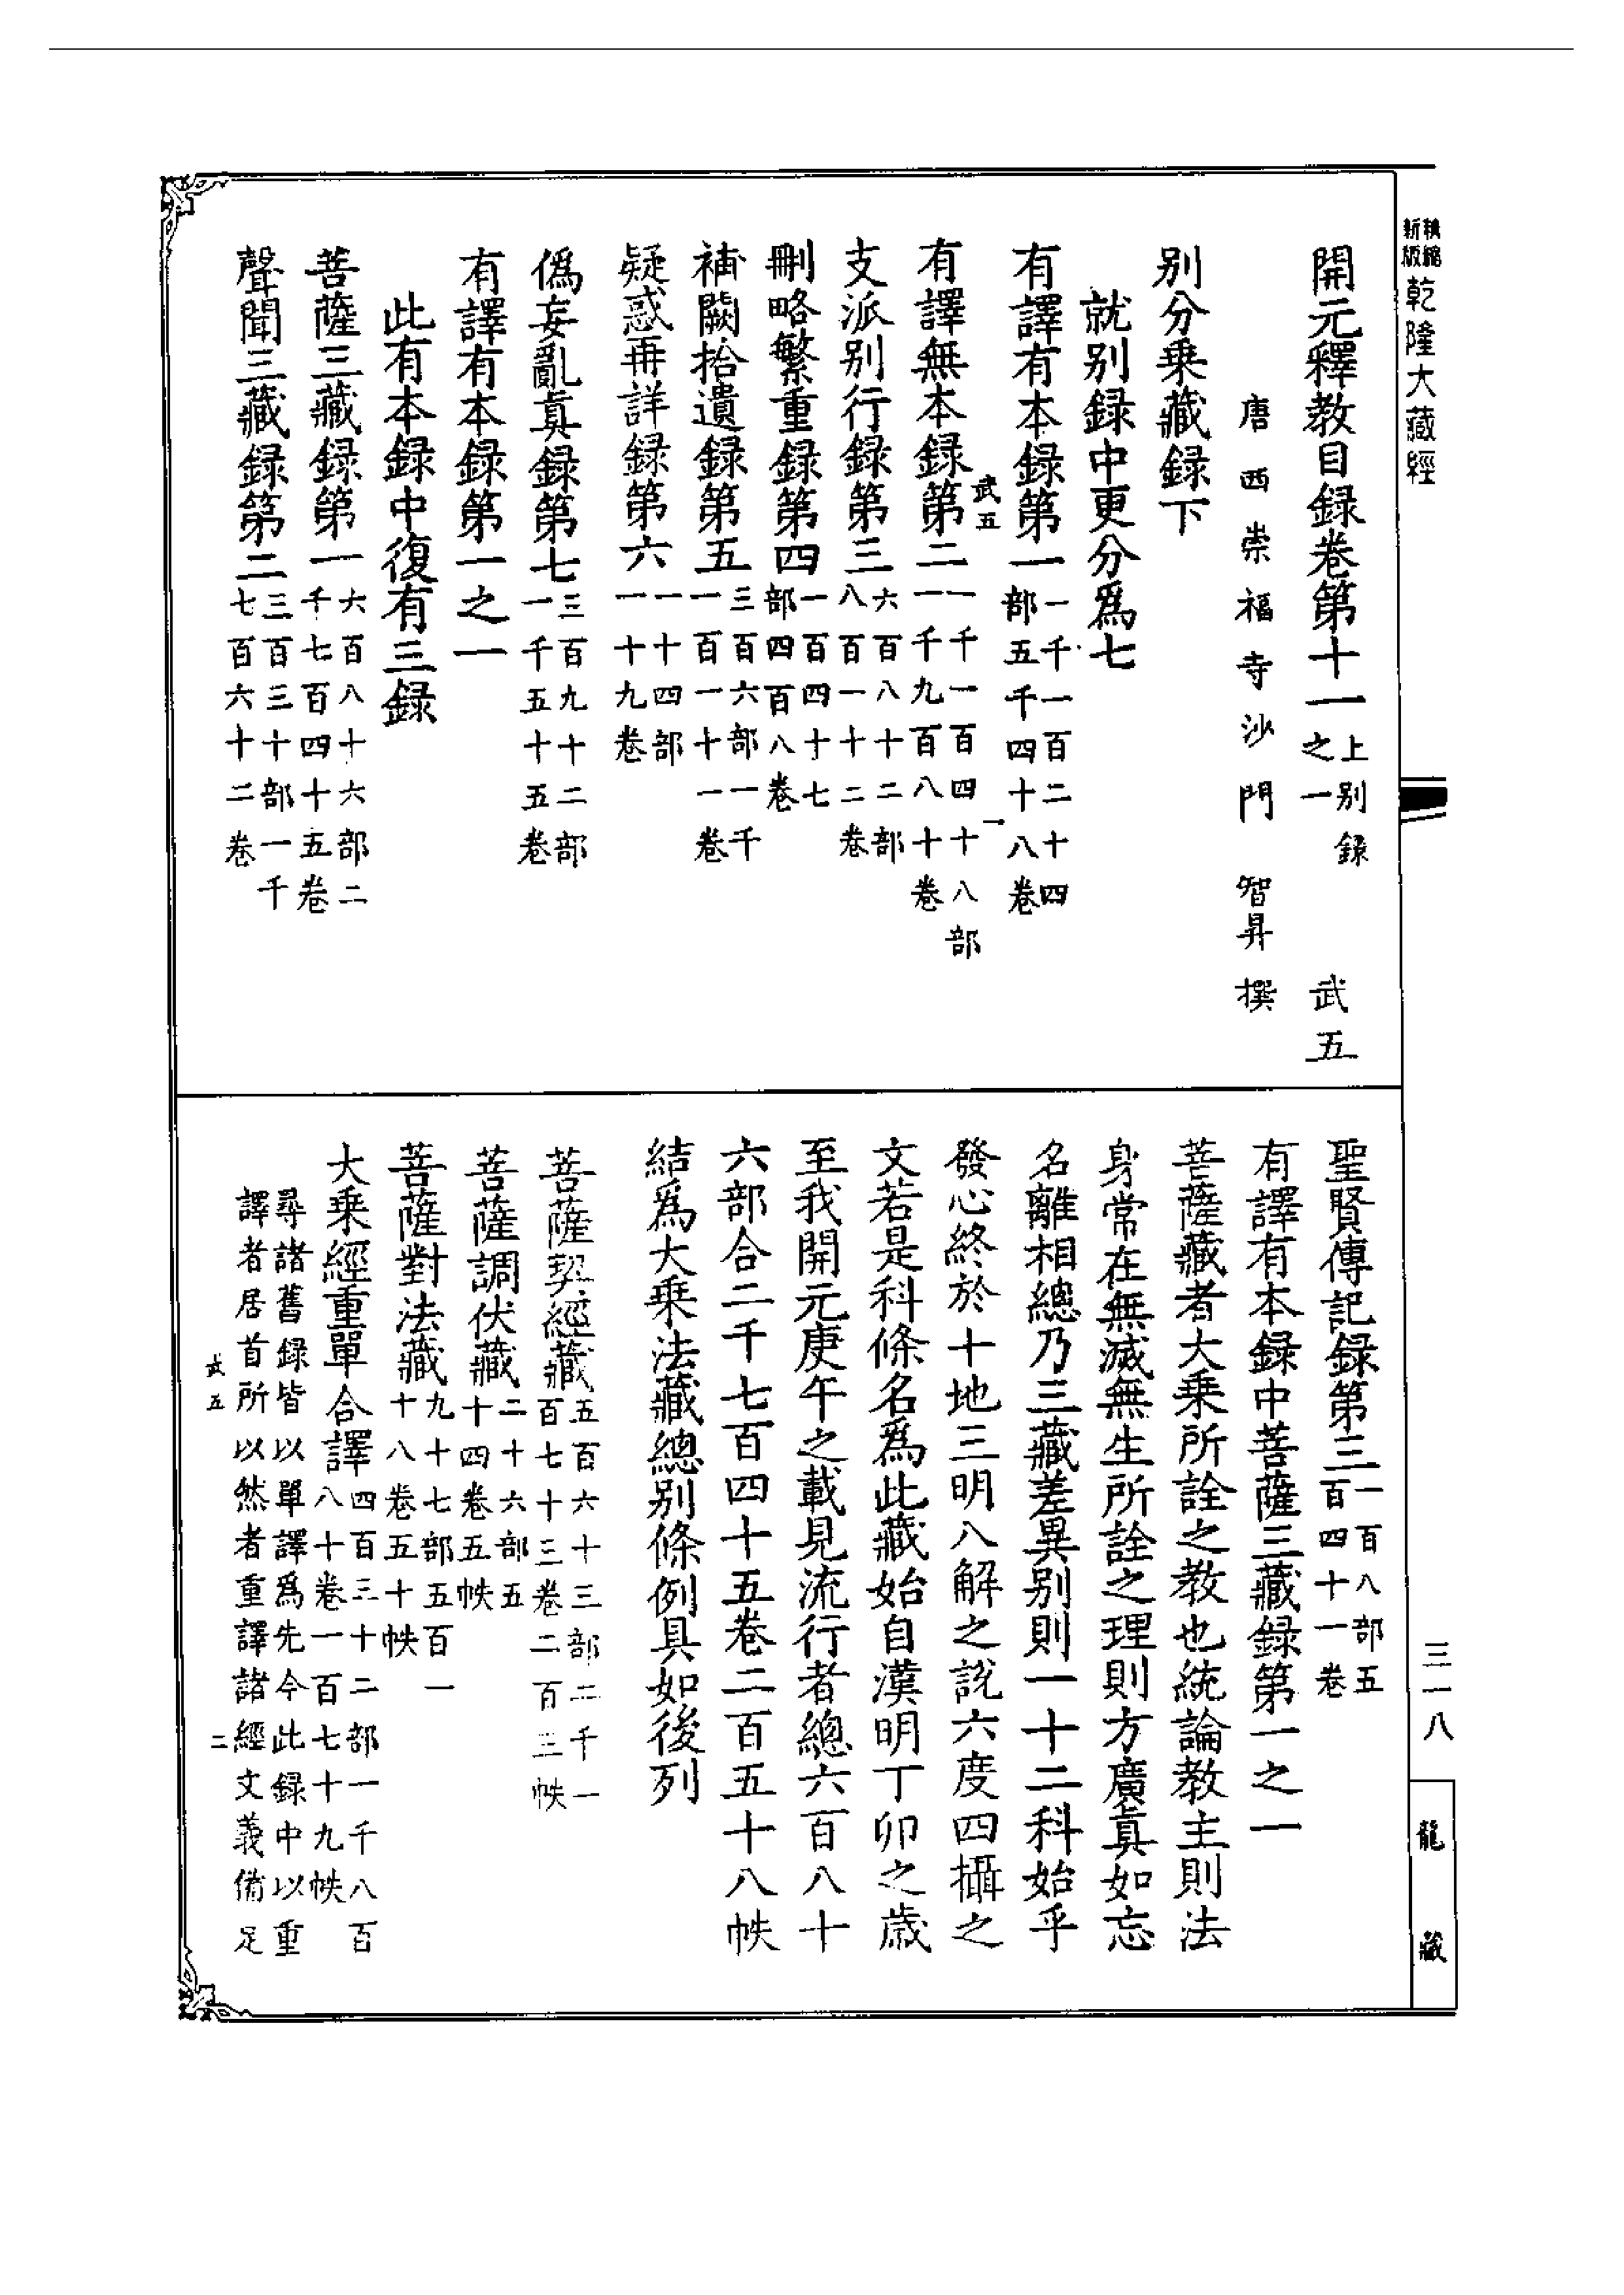 精縮新版乾隆大藏經
三一八
龍藏
開元釋教目録卷第十一上别録之一 武五
唐西崇福寺沙門智昇撰
别分乗藏録下
就别録中更分爲七
有譯有本録第一一千一百二十四部五千四十八卷
武五 一
有譯無本録第二一千一百四十八部一千九百八十卷
支派别行録第三六百八十二部八百一十二卷
刪略繁重録第四一百四十七部四百八卷
補闕拾遺録第五三百六部一千一百一十一卷
疑惑再詳録第六一十四部一十九卷
偽妄亂真録第七三百九十二部一千五十五卷
有譯有本録第一之一
此有本録中復有三録
菩薩三藏録第一六百八十六部二千七百四十五卷
聲聞三藏録第二三百三十部一千七百六十二卷
聖賢傳記録第三一百八部五百四十一卷
有譯有本録中菩薩三藏録第一之一
菩薩藏者大乗所詮之教也統論教主則法
身常在無滅無生所詮之理則方廣真如忘
名離相總乃三藏差異别則一十二科始乎
發心終於十地三明八解之說六度四攝之
文若是科條名爲此藏始自漢明丁卯之歲
至我開元庚午之載見流行者總六百八十
六部合二千七百四十五卷二百五十八帙
結爲大乗法藏總别條例具如後列
菩薩契經藏五百六十三部二千一百七十三卷二百三帙
菩薩調伏藏二十六部五十四卷五帙
菩薩對法藏九十七部五百一十八卷五十帙
大乗經重單合譯四百三十二部一千八百八十卷一百七十九帙
尋諸舊録皆以單譯爲先今此録中以重
譯者居首所以然者重譯諸經文義備足
武五 二